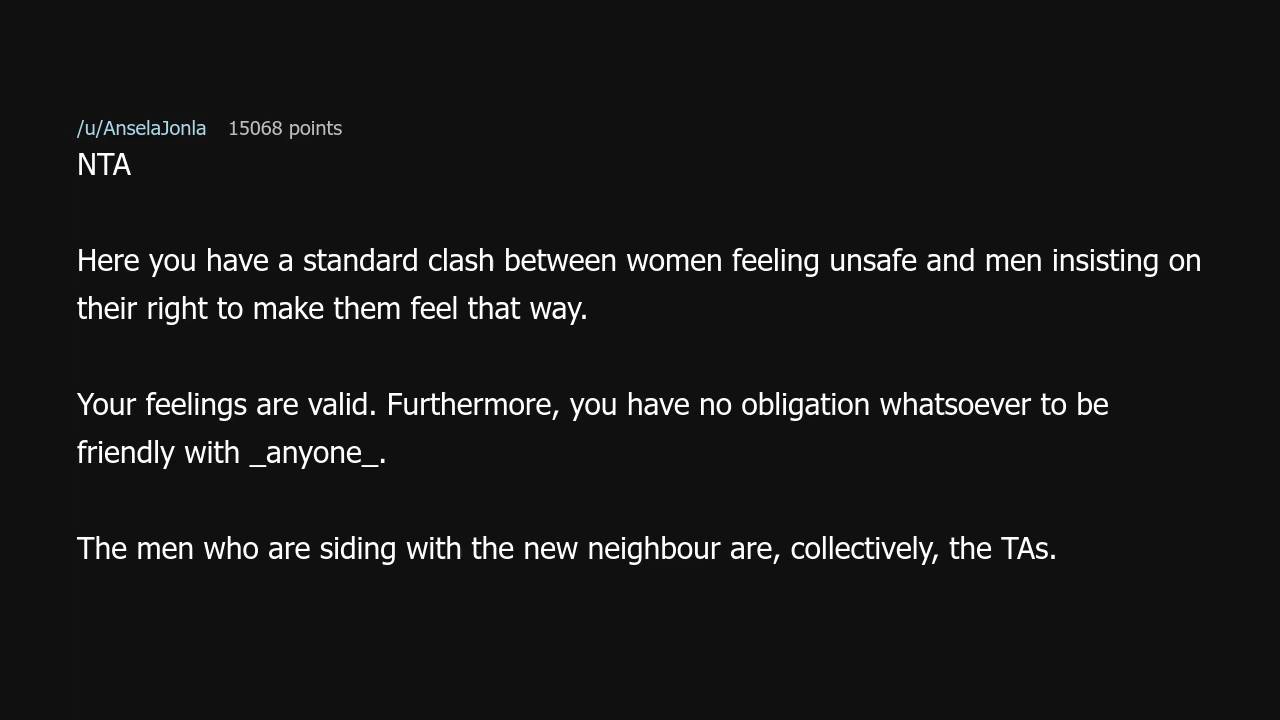 /u/AnselaJonla 15068 points
NTA
Here you have a standard clash between women feeling unsafe and men insisting on
their right to make them feel that way.
Your feelings are valid. Furthermore, you have no obligation whatsoever to be
friendly with _anyone_.
The men who are siding with the new neighbour are, collectively, the TAs.